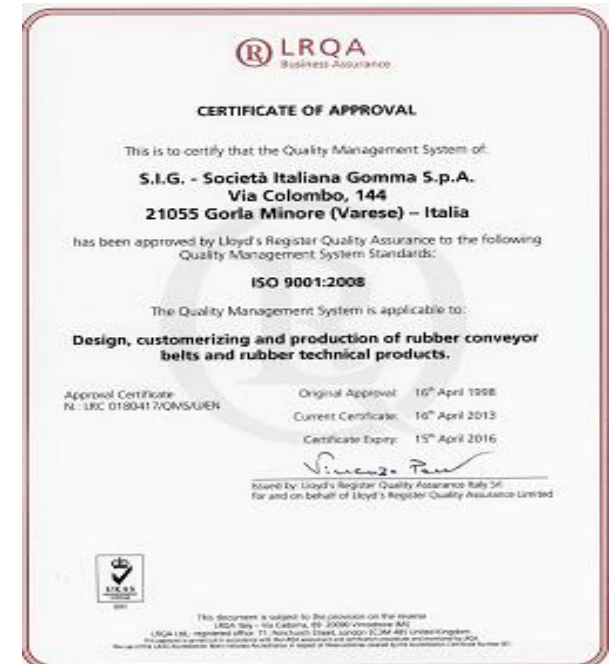 LRQA
Business Assurance
CERTIFICATE OF APPROVAL
This is to certify that the Quality Management System of:
S.I.G. - Società Italiana Gomma S.p.A.
Via Colombo, 144
21055 Gorla Minore (Varese) – Italia
has been approved by Lloyd's Register Quality Assurance to the following
Quality Management System Standards:
ISO 9001:2008
The Quality Management System is applicable to:
Design, customerizing and production of rubber conveyor
belts and rubber technical products.
Approval Certificate
N.: LRC 0180417/QMS/U/EN
Original Approval: 16th April 1998
Current Certificate: 16th April 2013
Certificate Expiry: 15th April 2016
Issued by: Lloyd's Register Quality Assurance Italy Srl
for and on behalf of Lloyd's Register Quality Assurance Limited
UKAS
001
This document is subject to the provision on the reverse